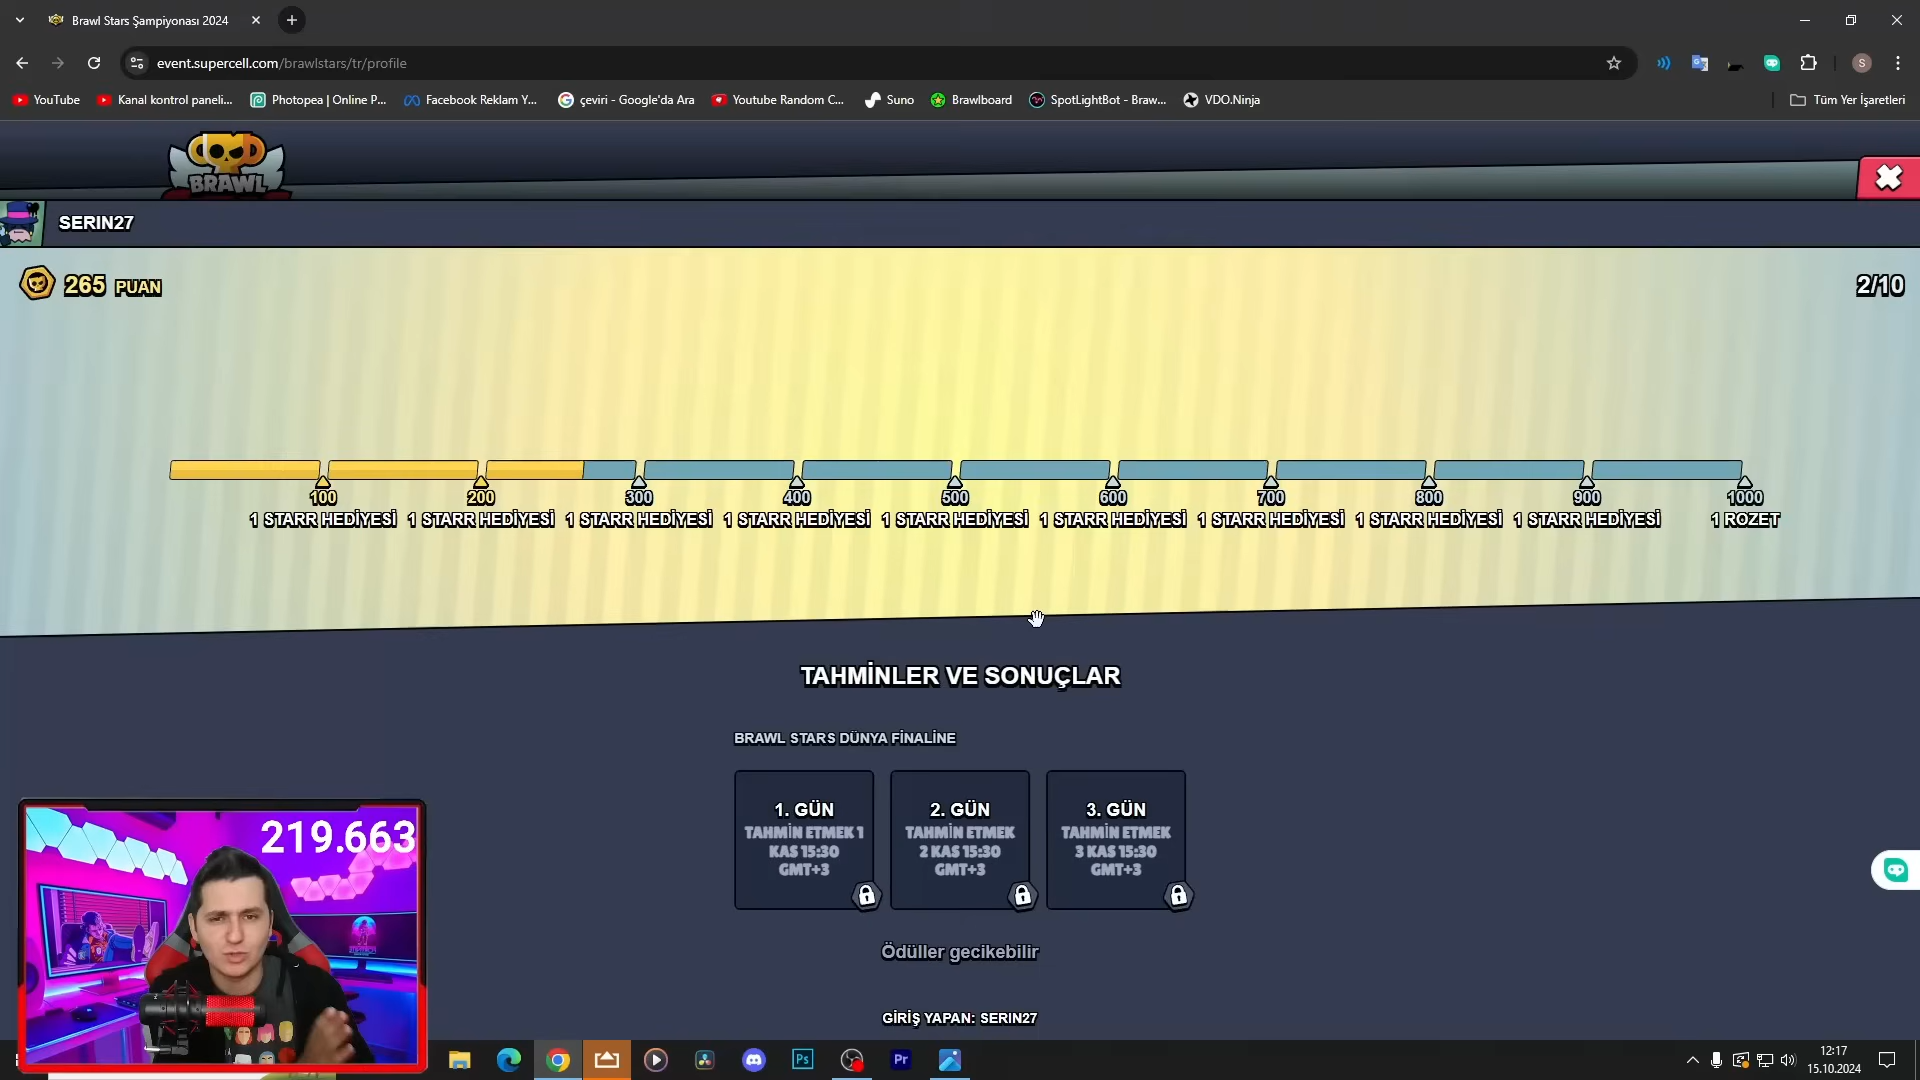 Brawl Stars Şampiyonası 2024
event.supercell.com/brawlstars/tr/profile
YouTube
Kanal kontrol paneli...
Photopea | Online P...
Facebook Reklam Y...
çeviri - Google'da Ara
Youtube Random C...
Suno
Brawlboard
SpotLightBot - Braw...
VDO.Ninja
Tüm Yer İşaretleri
BRAWL
SERIN27
265 PUAN
2/10
100
200
300
400
500
600
700
800
900
1000
1 STARR HEDİYESİ
1 STARR HEDİYESİ
1 STARR HEDİYESİ
1 STARR HEDİYESİ
1 STARR HEDİYESİ
1 STARR HEDİYESİ
1 STARR HEDİYESİ
1 STARR HEDİYESİ
1 STARR HEDİYESİ
1 ROZET
TAHMİNLER VE SONUÇLAR
BRAWL STARS DÜNYA FİNALİNE
1. GÜN
TAHMİN ETMEK 1
KAS 15:30
GMT+3
2. GÜN
TAHMİN ETMEK
2 KAS 15:30
GMT+3
3. GÜN
TAHMİN ETMEK
3 KAS 15:30
GMT+3
Ödüller gecikebilir
GİRİŞ YAPAN: SERIN27
219.663
S
Ps
Pr
12:17
15.10.2024